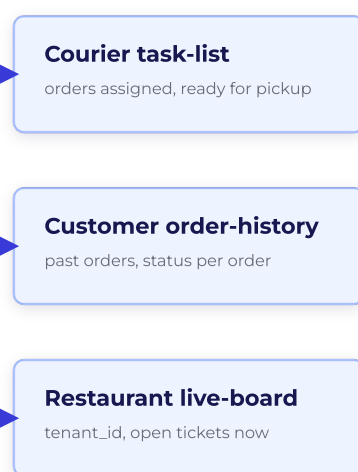 Courier task-list
orders assigned, ready for pickup
Customer order-history
past orders, status per order
Restaurant live-board
tenant_id, open tickets now